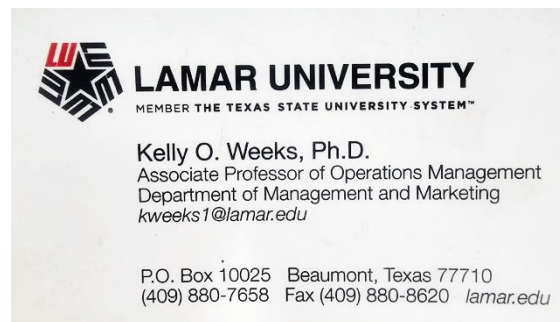 LU
LAMAR UNIVERSITY
MEMBER THE TEXAS STATE UNIVERSITY SYSTEM™
Kelly O. Weeks, Ph.D.
Associate Professor of Operations Management
Department of Management and Marketing
kweeks1@lamar.edu
P.O. Box 10025 Beaumont, Texas 77710
(409) 880-7658 Fax (409) 880-8620 lamar.edu